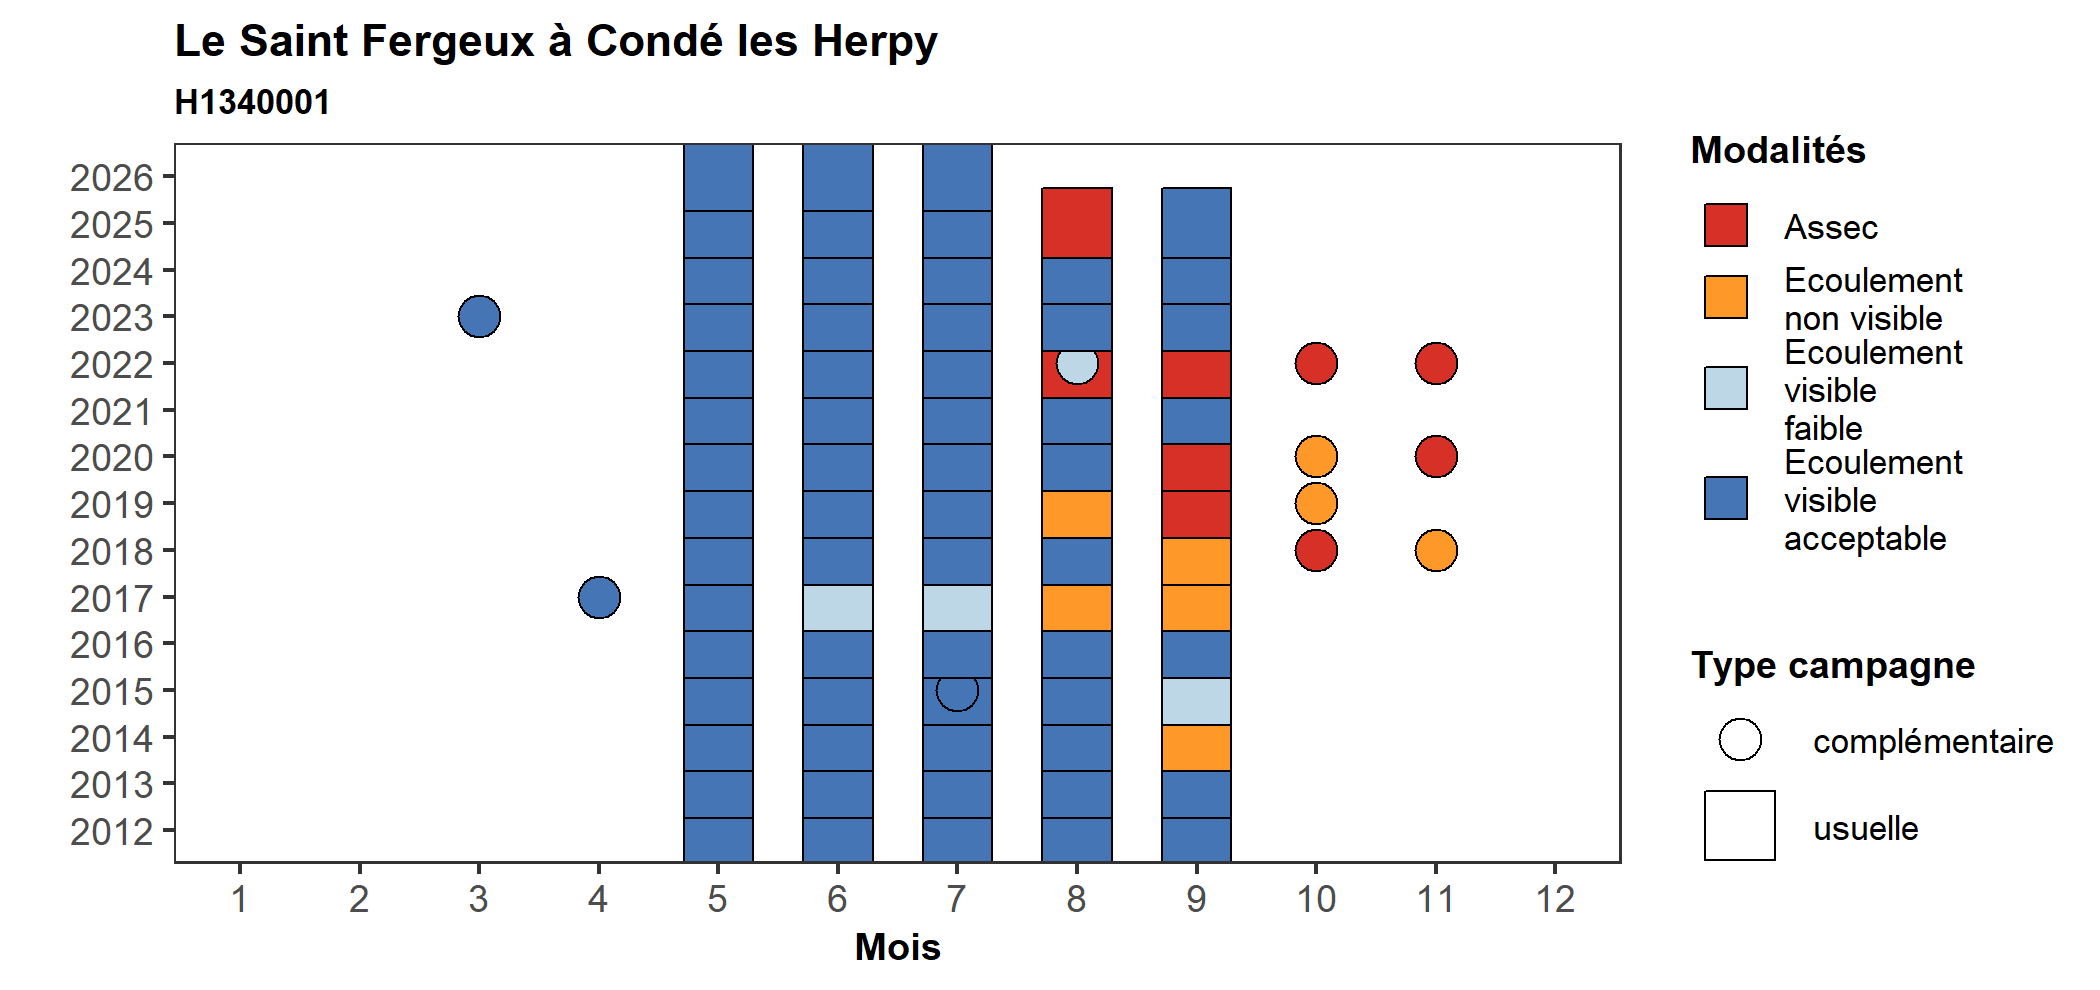 Le Saint Fergeux à Condé les Herpy
H1340001
2026
2025
2024
2023
2022
2021
2020
2019
2018
2017
2016
2015
2014
2013
2012
1 2 3 4 5 6 7 8 9 10 11 12
Mois
Modalités
Assec
Ecoulement
non visible
Ecoulement
visible
faible
Ecoulement
visible
acceptable
Type campagne
complémentaire
usuelle